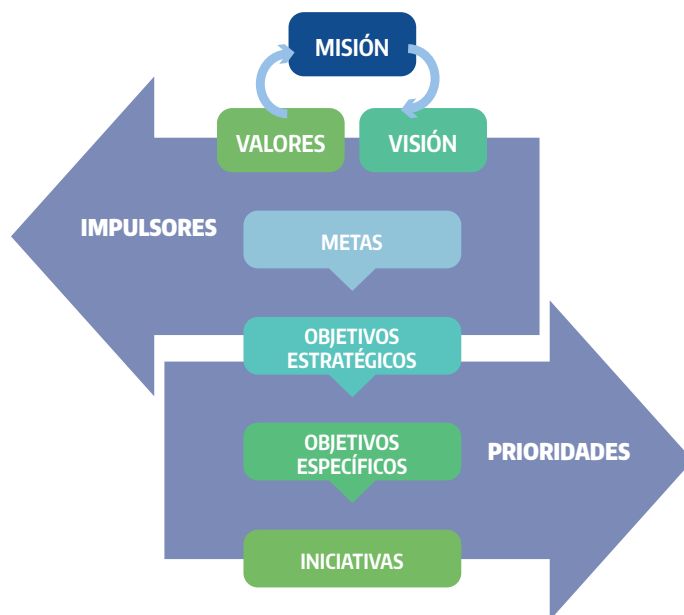 MISIÓN
VALORES
VISIÓN
IMPULSORES
METAS
OBJETIVOS
ESTRATÉGICOS
OBJETIVOS
ESPECÍFICOS
PRIORIDADES
INICIATIVAS